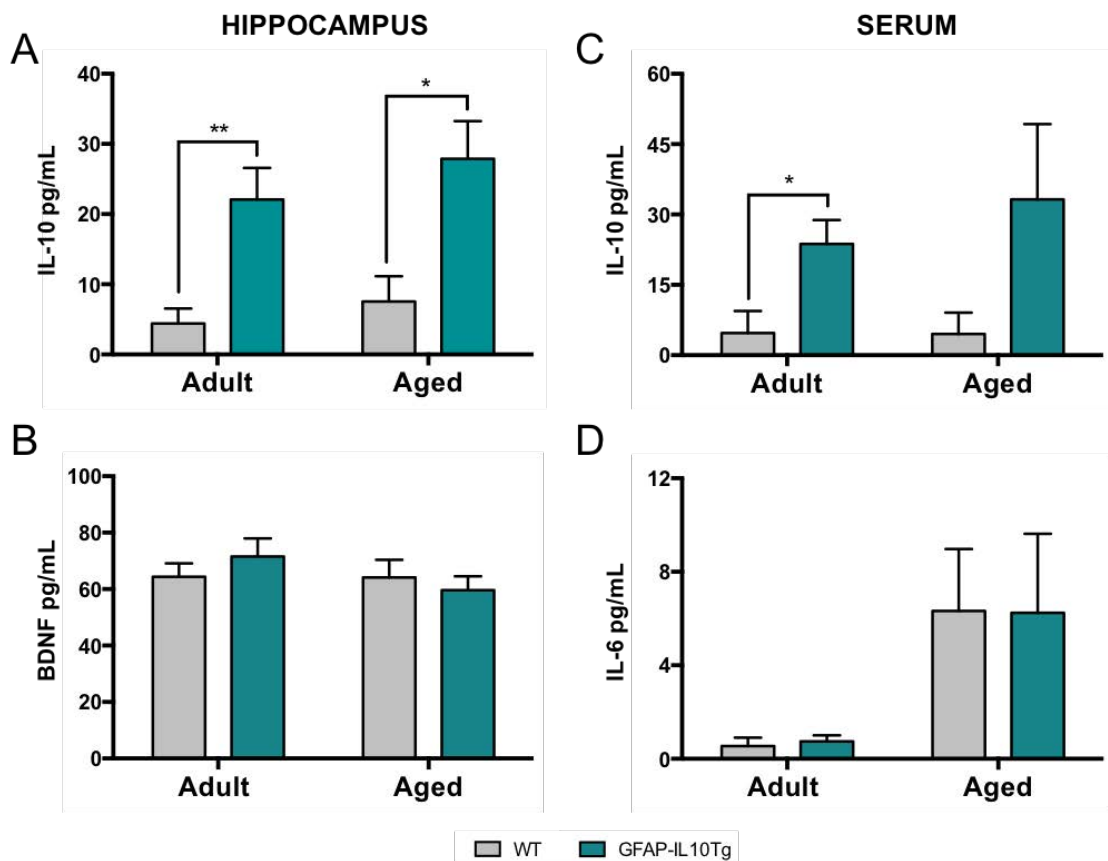 HIPPOCAMPUS
SERUM
A
IL-10 pg/mL
40
30
20
10
0
**
*
Adult
Aged
C
IL-10 pg/mL
60
45
30
15
0
*
Adult
Aged
B
BDNF pg/mL
100
80
60
40
20
0
Adult
Aged
D
IL-6 pg/mL
12
8
4
0
Adult
Aged
WT
GFAP-IL10Tg